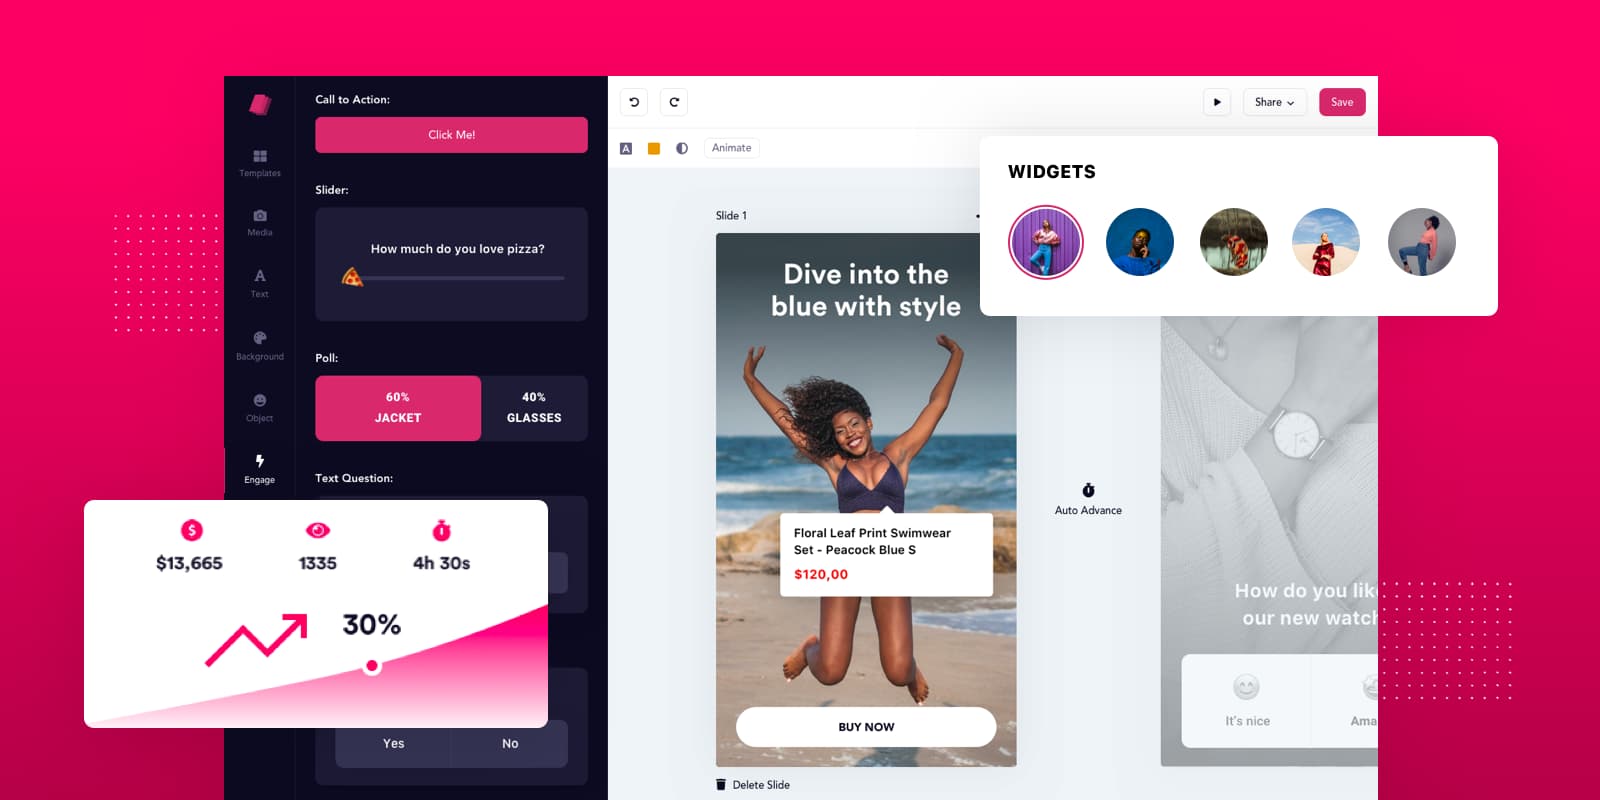 Call to Action:
Click Me!
Templates
Media
Text
Background
Object
Engage
Slider:
How much do you love pizza?
Poll:
60%
JACKET
40%
GLASSES
Text Question:
Yes
No
$13,665
1335
4h 30s
30%
Share
Save
A
Animate
Slide 1
Dive into the
blue with style
Floral Leaf Print Swimwear
Set - Peacock Blue S
$120,00
BUY NOW
Delete Slide
Auto Advance
WIDGETS
How do you like
our new watch
It's nice